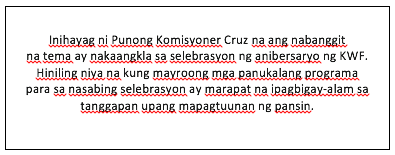 Inihayag ni Punong Komisyoner Cruz na ang nabanggit
na tema ay nakaangkla sa selebrasyon ng anibersaryo ng KWF.
Hiniling niya na kung mayroong mga panukalang programa
para sa nasabing selebrasyon ay marapat na ipagbigay-alam sa
tanggapan upang mapagtuunan ng pansin.